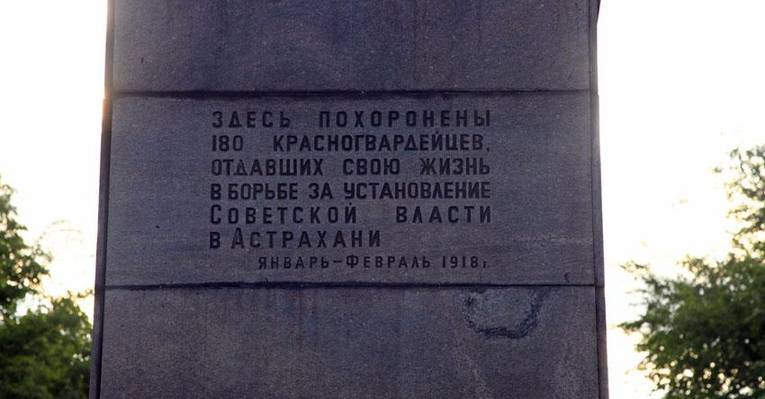 ЗДЕСЬ ПОХОРОНЕНЫ
180 КРАСНОГВАРДЕЙЦЕВ,
ОТДАВШИХ СВОЮ ЖИЗНЬ
В БОРЬБЕ ЗА УСТАНОВЛЕНИЕ
СОВЕТСКОЙ ВЛАСТИ
В АСТРАХАНИ
ЯНВАРЬ–ФЕВРАЛЬ 1918г.